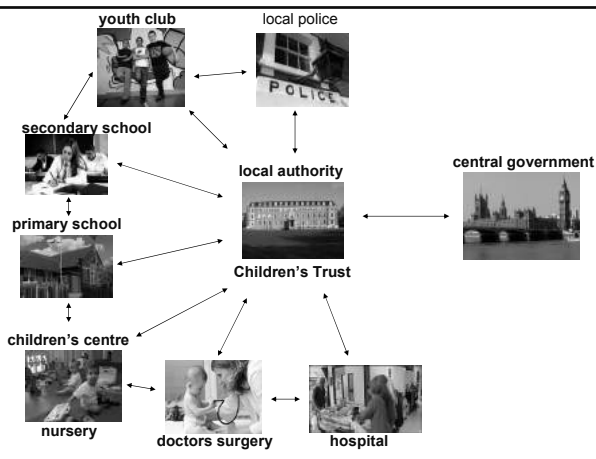 youth club
local police
POLICE
secondary school
local authority
central government
primary school
Children's Trust
children's centre
nursery
doctors surgery
hospital